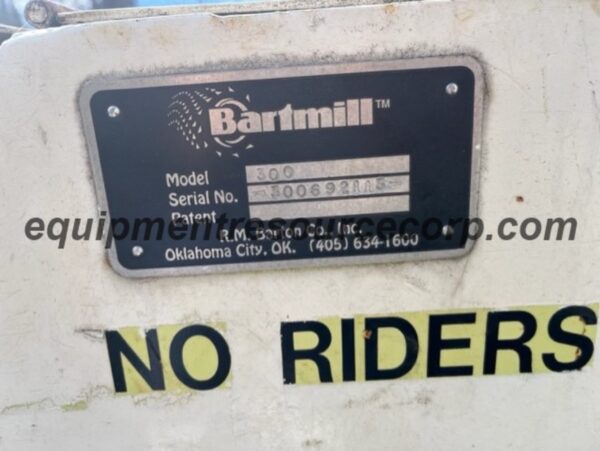 Bartmill™
Model 300
Serial No.
Patent
equipmentresourcecorp.com
R.M. Barton Co., Inc.
Oklahoma City, OK. (405) 634-1600
NO RIDERS